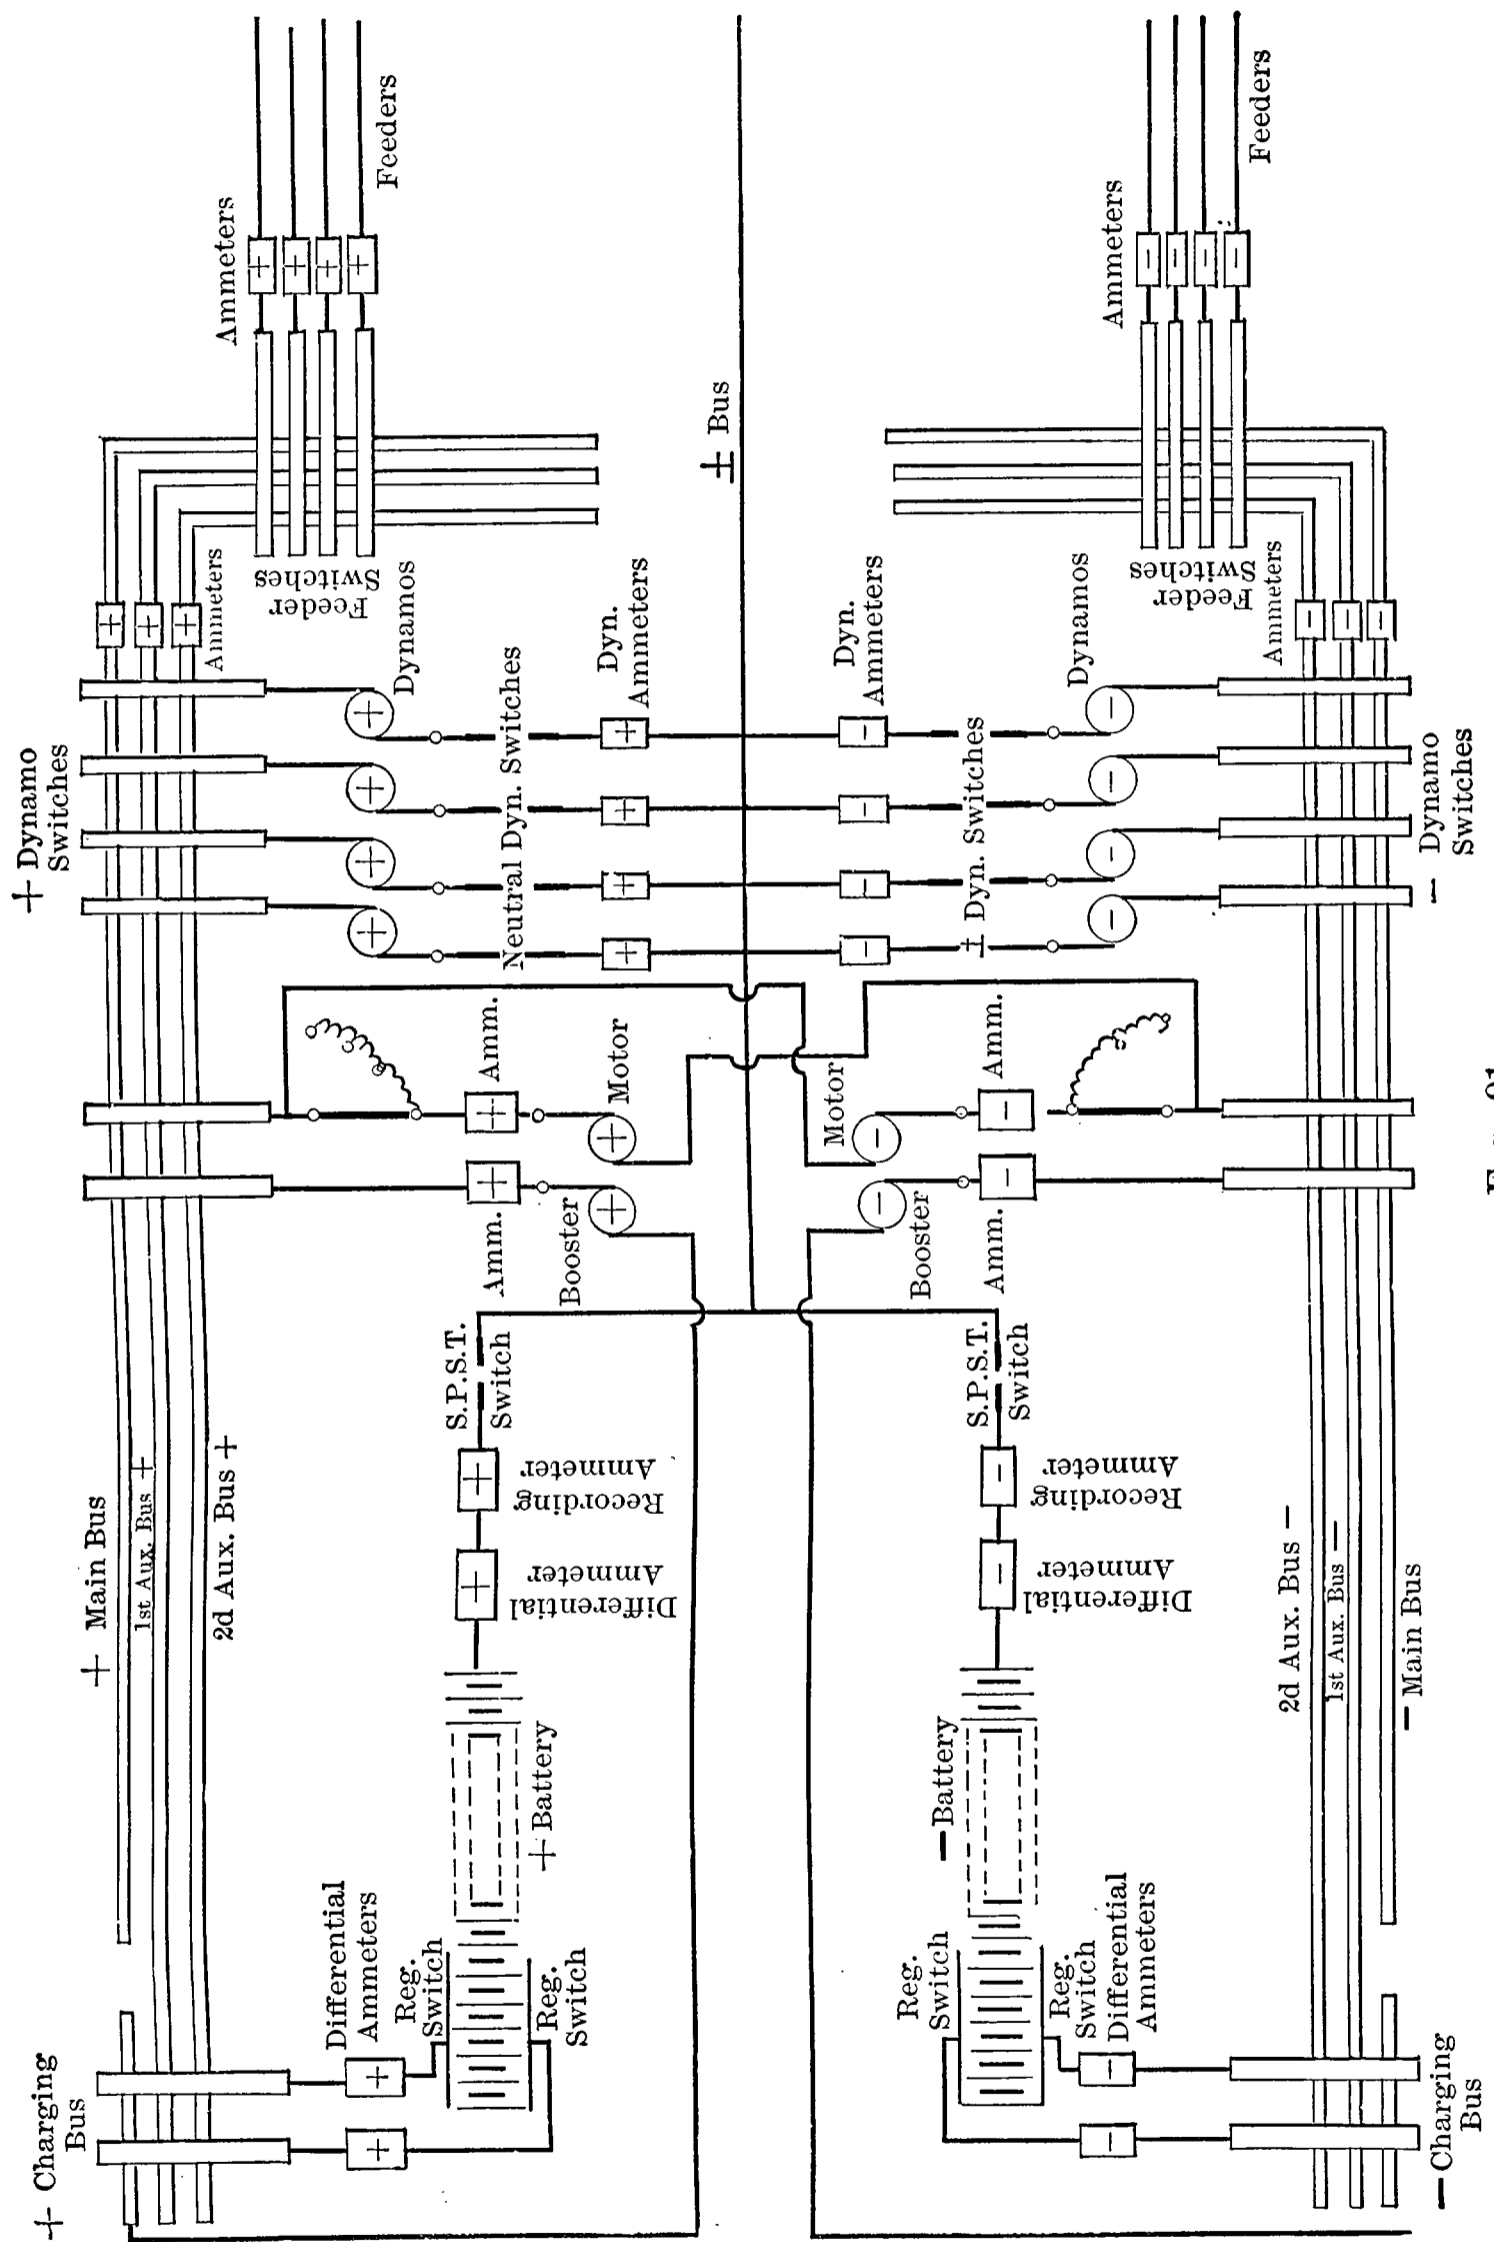 + Charging
Bus
+ Main Bus
1st Aux. Bus +
2d Aux. Bus +
+ Dynamo
Switches
Ammeters
Ammeters
Feeder
Switches
Feeders
Differential
Ammeters
Reg.
Switch
Reg.
Switch
+ Battery
Differential
Ammeter
Recording
Ammeter
S.P.S.T.
Switch
Amm.
Booster
Amm.
Motor
Dynamos
Neutral Dyn. Switches
Dyn.
Ammeters
± Bus
Dyn.
Ammeters
± Dyn. Switches
Dynamos
Motor
Amm.
Booster
Amm.
S.P.S.T.
Switch
Recording
Ammeter
Differential
Ammeter
− Battery
Reg.
Switch
Reg.
Switch
Differential
Ammeters
Ammeters
Feeder
Switches
Ammeters
Feeders
2d Aux. Bus −
1st Aux. Bus −
− Main Bus
− Charging
Bus
− Dynamo
Switches